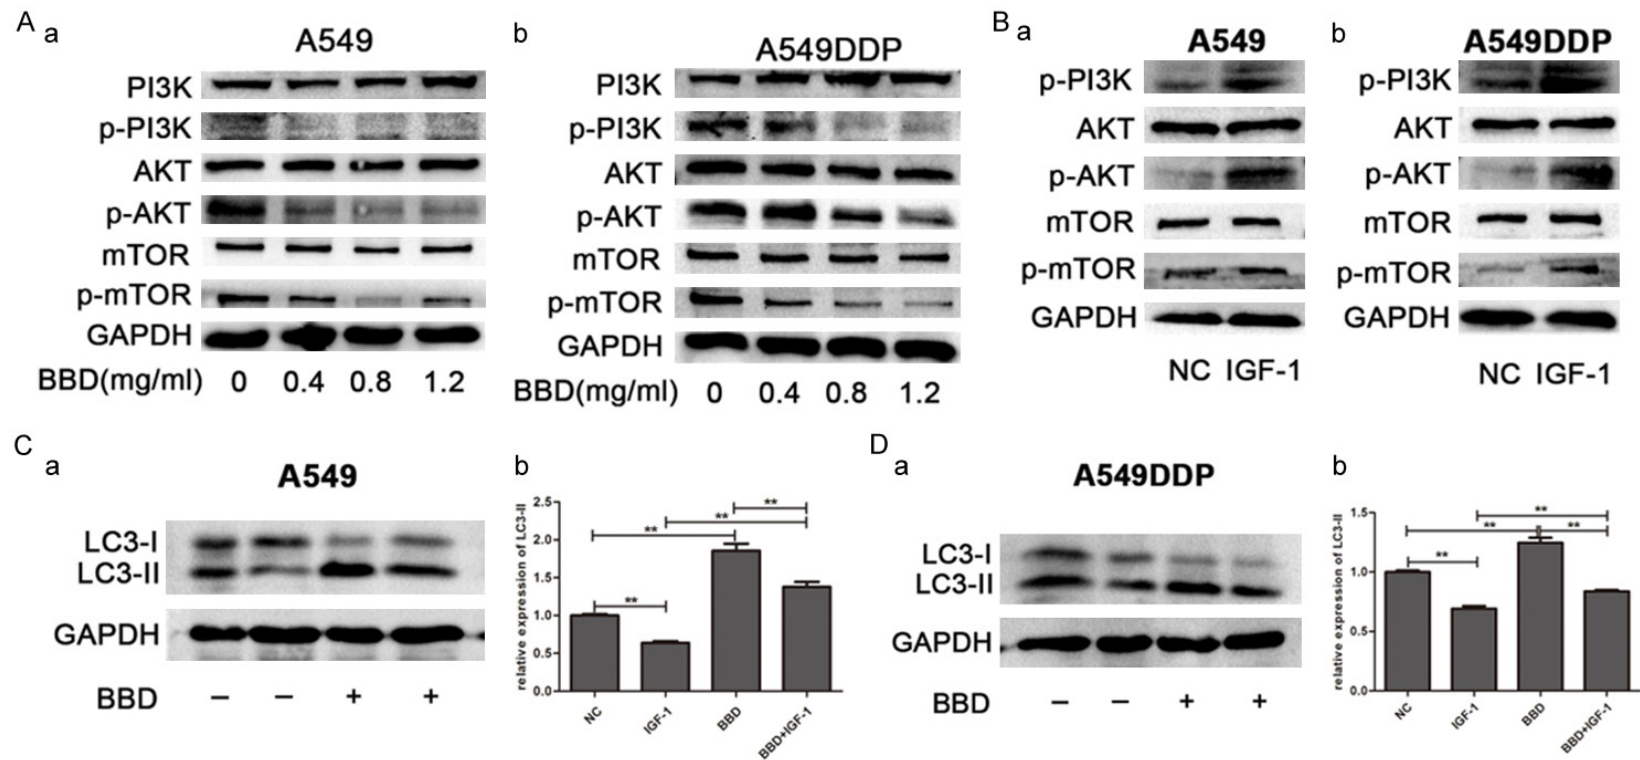 A a
A549
PI3K
p-PI3K
AKT
p-AKT
mTOR
p-mTOR
GAPDH
BBD(mg/ml) 0 0.4 0.8 1.2
b
A549DDP
PI3K
p-PI3K
AKT
p-AKT
mTOR
p-mTOR
GAPDH
BBD(mg/ml) 0 0.4 0.8 1.2
B a
A549
p-PI3K
AKT
p-AKT
mTOR
p-mTOR
GAPDH
NC IGF-1
b
A549DDP
p-PI3K
AKT
p-AKT
mTOR
p-mTOR
GAPDH
NC IGF-1
C a
A549
LC3-I
LC3-II
GAPDH
BBD − − + +
b
relative expression of LC3-II
2.5
2.0
1.5
1.0
0.5
0.0
**
**
**
**
NC IGF-1 BBD BBD+IGF-1
D a
A549DDP
LC3-I
LC3-II
GAPDH
BBD − − + +
b
relative expression of LC3-II
1.5
1.0
0.5
0.0
**
** **
**
NC IGF-1 BBD BBD+IGF-1